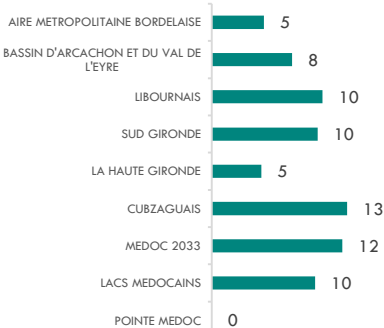 AIRE METROPOLITAINE BORDELAISE 5
BASSIN D'ARCACHON ET DU VAL DE
L'EYRE 8
LIBOURNAIS 10
SUD GIRONDE 10
LA HAUTE GIRONDE 5
CUBZAGUAIS 13
MEDOC 2033 12
LACS MEDOCAINS 10
POINTE MEDOC 0